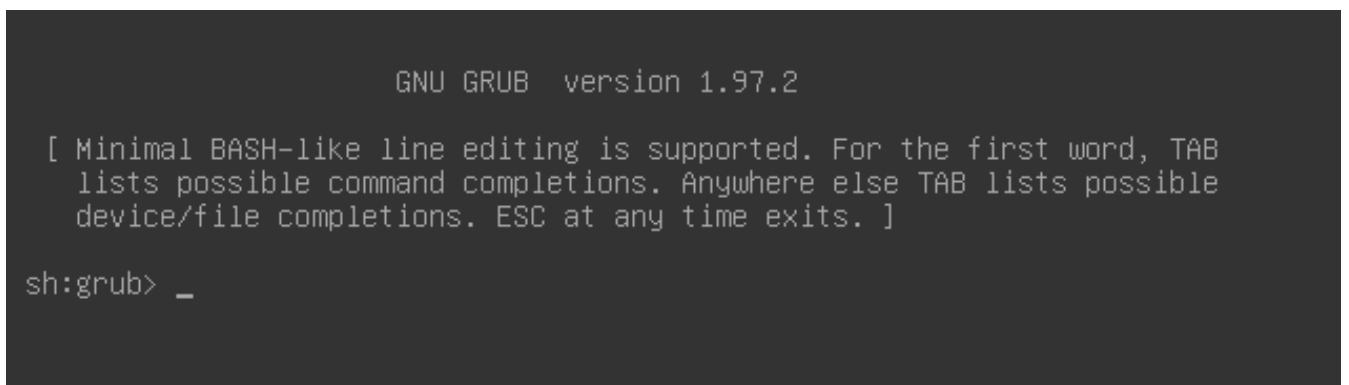 GNU GRUB  version 1.97.2
[ Minimal BASH-like line editing is supported. For the first word, TAB
lists possible command completions. Anywhere else TAB lists possible
device/file completions. ESC at any time exits. ]
sh:grub> _